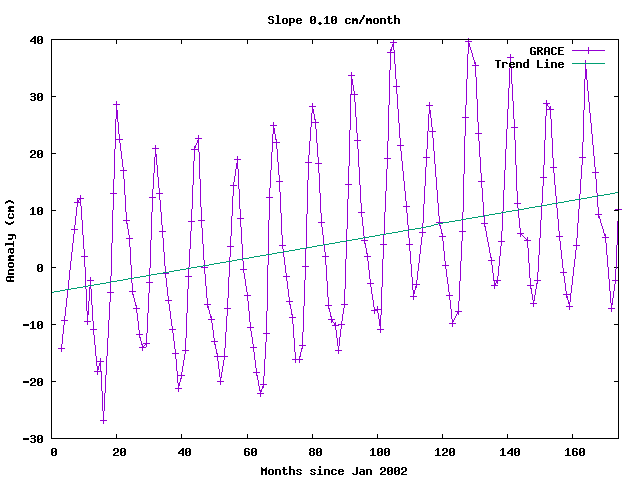 Slope 0.10 cm/month
GRACE
Trend Line
40
30
20
10
0
-10
-20
-30
Anomaly (cm)
0 20 40 60 80 100 120 140 160
Months since Jan 2002